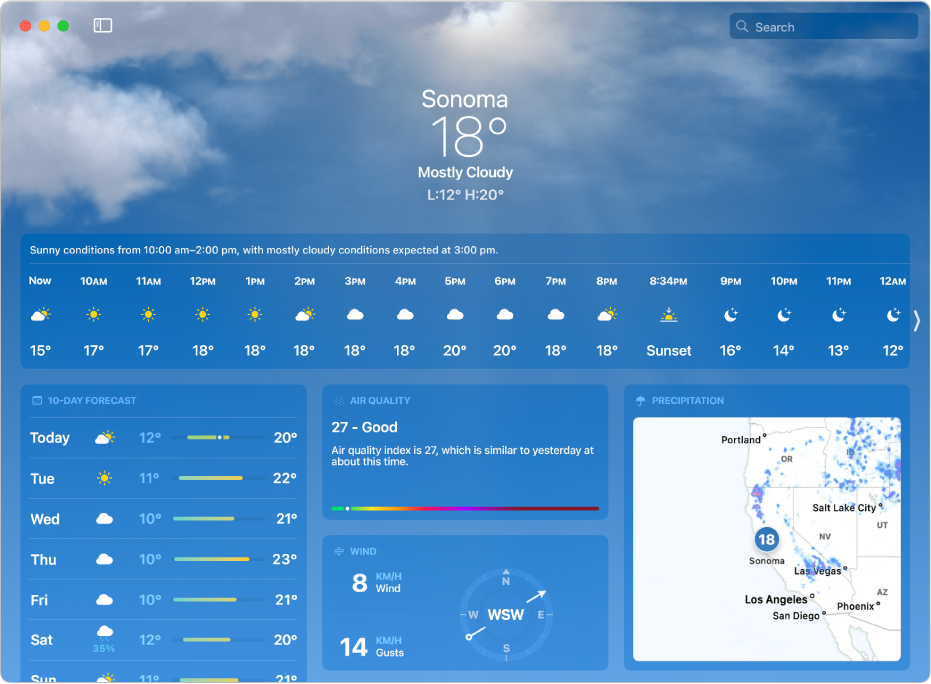 Search
Sonoma
18°
Mostly Cloudy
L:12° H:20°
Sunny conditions from 10:00 am–2:00 pm, with mostly cloudy conditions expected at 3:00 pm.
Now 10AM 11AM 12PM 1PM 2PM 3PM 4PM 5PM 6PM 7PM 8PM 8:34PM 9PM 10PM 11PM 12AM
15° 17° 17° 18° 18° 18° 18° 18° 20° 20° 18° 18° Sunset 16° 14° 13° 12°
10-DAY FORECAST
Today 12° 20°
Tue 11° 22°
Wed 10° 21°
Thu 10° 23°
Fri 10° 21°
Sat 35% 12° 20°
Sun 11° 21°
AIR QUALITY
27 - Good
Air quality index is 27, which is similar to yesterday at
about this time.
WIND
8 KM/H
Wind
14 KM/H
Gusts
N
W WSW E
S
PRECIPITATION
Portland
OR
ID
Salt Lake City
UT
NV
18
Sonoma
Las Vegas
AZ
Los Angeles
Phoenix
San Diego